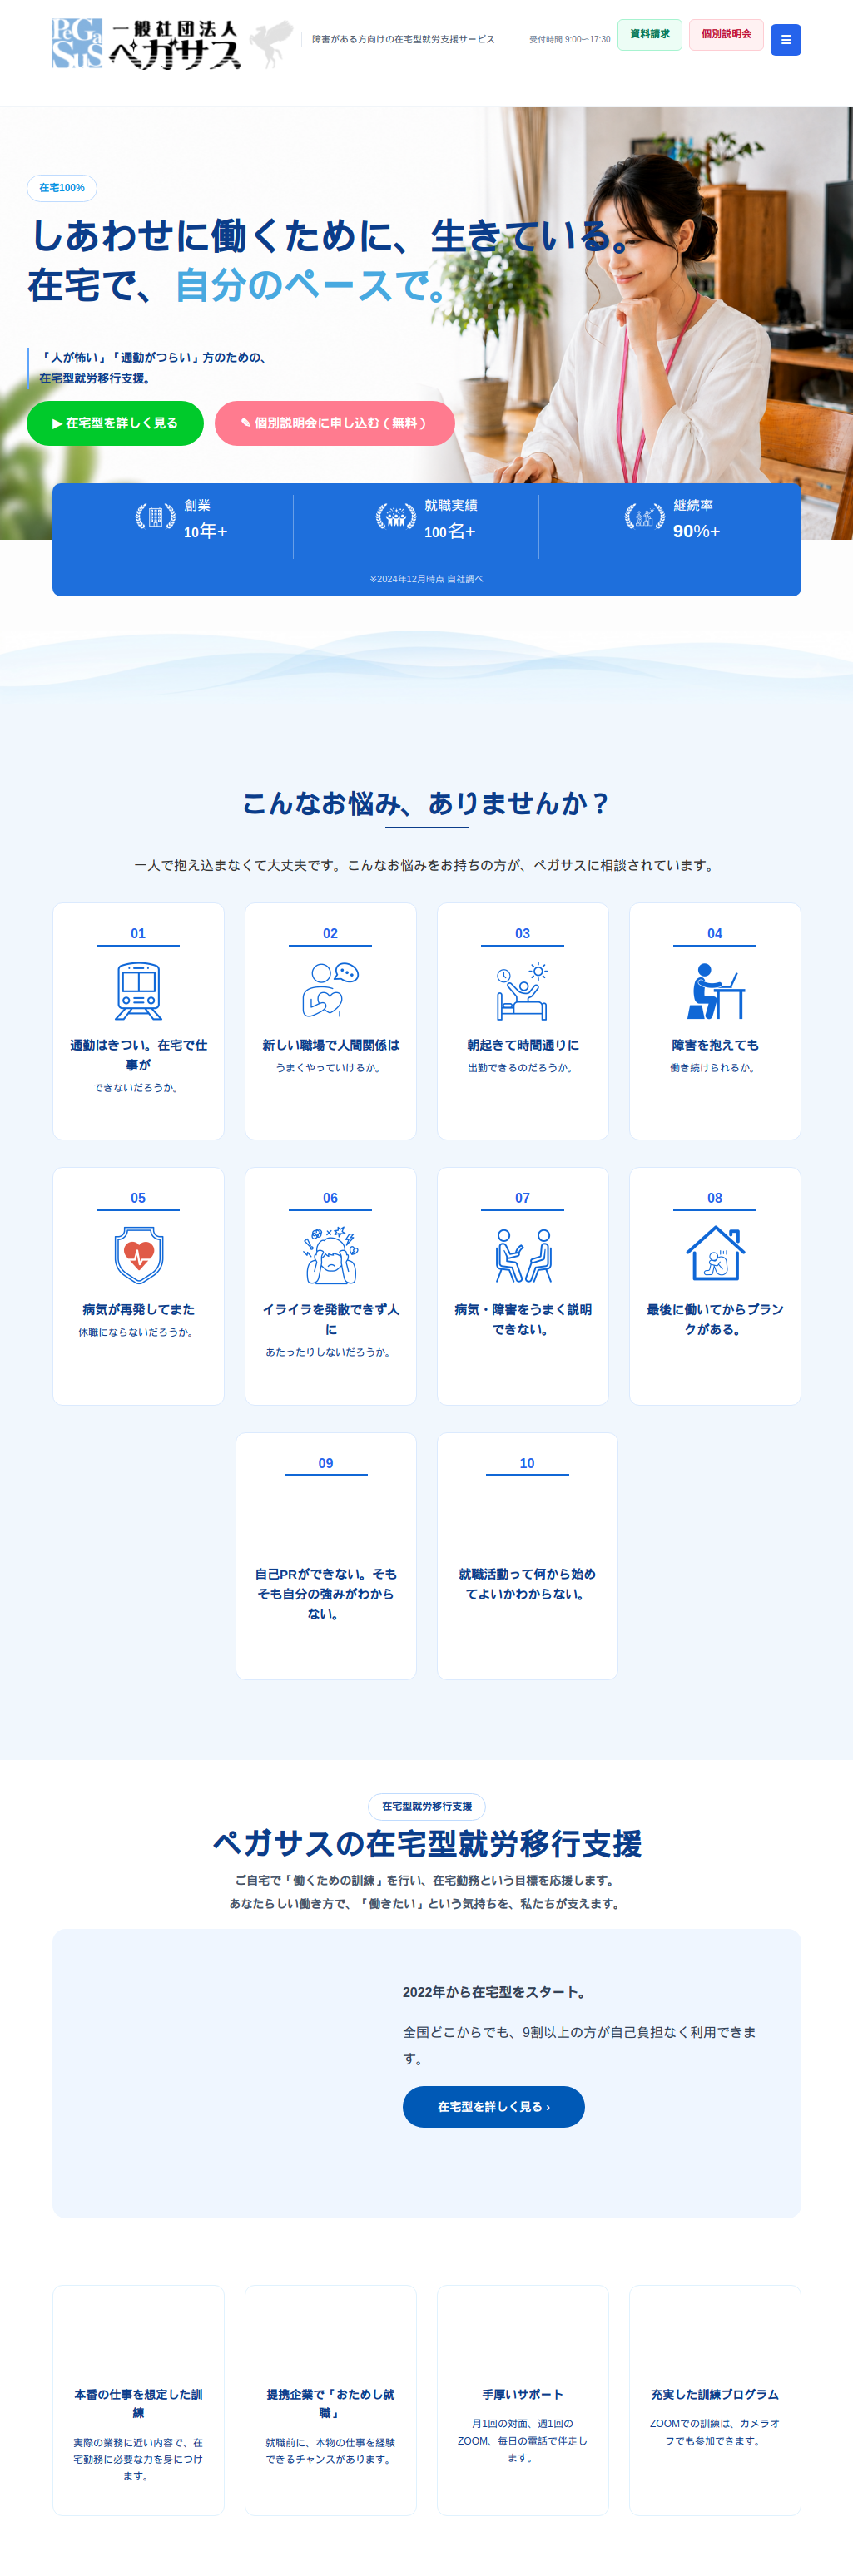 PeGa
SuS
一般社団法人
ペガサス
障害がある方向けの在宅型就労支援サービス
受付時間 9:00〜17:30
資料請求
個別説明会
在宅100%
しあわせに働くために、生きている。
在宅で、自分のペースで。
「人が怖い」「通勤がつらい」方のための、
在宅型就労移行支援。
▶ 在宅型を詳しく見る
✎ 個別説明会に申し込む（無料）
創業
10年+
就職実績
100名+
継続率
90%+
※2024年12月時点 自社調べ
こんなお悩み、ありませんか？
一人で抱え込まなくて大丈夫です。こんなお悩みをお持ちの方が、ペガサスに相談されています。
01
通勤はきつい。在宅で仕
事が
できないだろうか。
02
新しい職場で人間関係は
うまくやっていけるか。
03
朝起きて時間通りに
出勤できるのだろうか。
04
障害を抱えても
働き続けられるか。
05
病気が再発してまた
休職にならないだろうか。
06
イライラを発散できず人
に
あたったりしないだろうか。
07
病気・障害をうまく説明
できない。
08
最後に働いてからブラン
クがある。
09
自己PRができない。そも
そも自分の強みがわから
ない。
10
就職活動って何から始め
てよいかわからない。
在宅型就労移行支援
ペガサスの在宅型就労移行支援
ご自宅で「働くための訓練」を行い、在宅勤務という目標を応援します。
あなたらしい働き方で、「働きたい」という気持ちを、私たちが支えます。
2022年から在宅型をスタート。
全国どこからでも、9割以上の方が自己負担なく利用できま
す。
在宅型を詳しく見る ›
本番の仕事を想定した訓
練
実際の業務に近い内容で、在
宅勤務に必要な力を身につけ
ます。
提携企業で「おためし就
職」
就職前に、本物の仕事を経験
できるチャンスがあります。
手厚いサポート
月1回の対面、週1回の
ZOOM、毎日の電話で伴走し
ます。
充実した訓練プログラム
ZOOMでの訓練は、カメラオ
フでも参加できます。